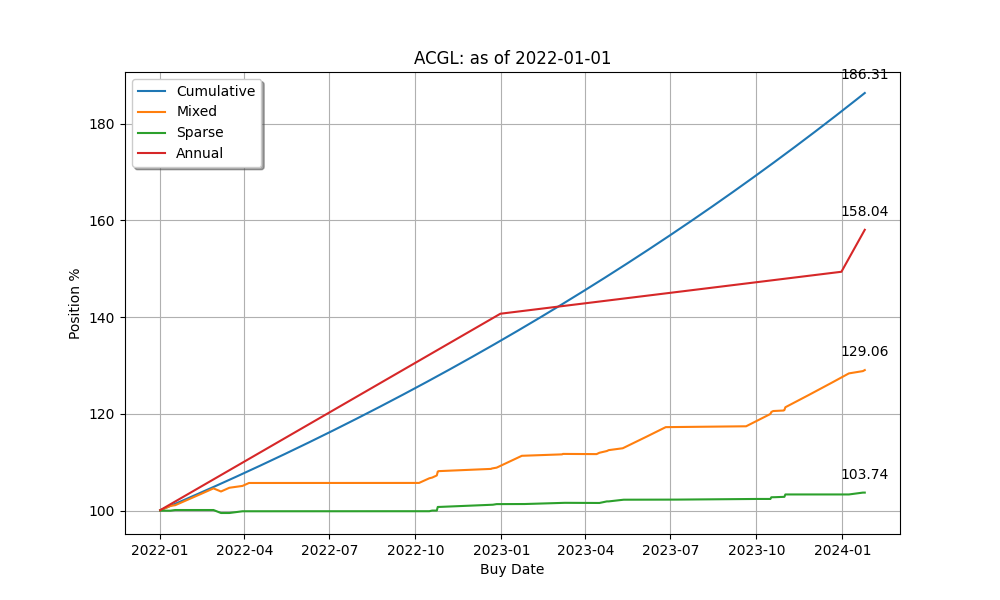 ACGL: as of 2022-01-01
186.31
Cumulative
Mixed
Sparse
Annual
180
160
140
120
100
158.04
129.06
103.74
Position %
2022-01 2022-04 2022-07 2022-10 2023-01 2023-04 2023-07 2023-10 2024-01
Buy Date